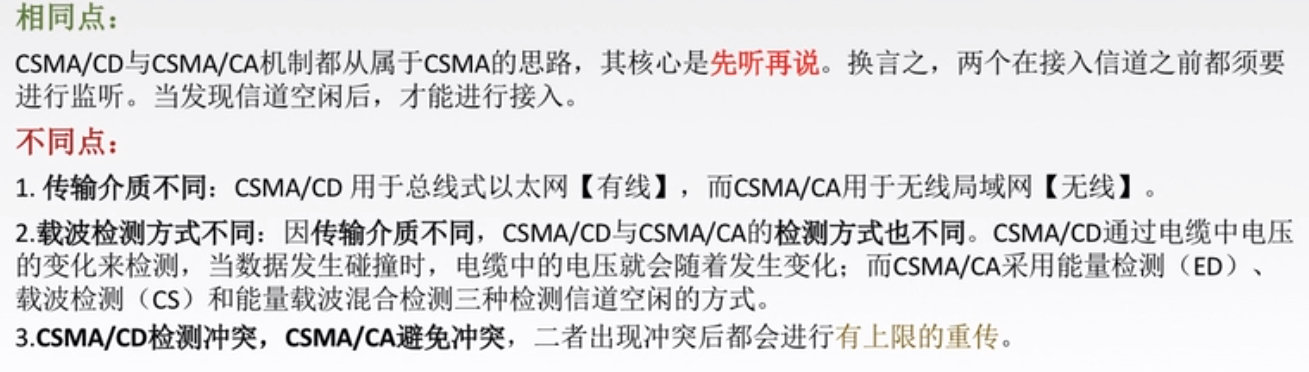 相同点：
CSMA/CD与CSMA/CA机制都从属于CSMA的思路，其核心是先听再说。换言之，两个在接入信道之前都须要
进行监听。当发现信道空闲后，才能进行接入。
不同点：
1. 传输介质不同：CSMA/CD 用于总线式以太网【有线】，而CSMA/CA用于无线局域网【无线】。
2.载波检测方式不同：因传输介质不同，CSMA/CD与CSMA/CA的检测方式也不同。CSMA/CD通过电缆中电压
的变化来检测，当数据发生碰撞时，电缆中的电压就会随着发生变化；而CSMA/CA采用能量检测（ED）、
载波检测（CS）和能量载波混合检测三种检测信道空闲的方式。
3.CSMA/CD检测冲突，CSMA/CA避免冲突，二者出现冲突后都会进行有上限的重传。